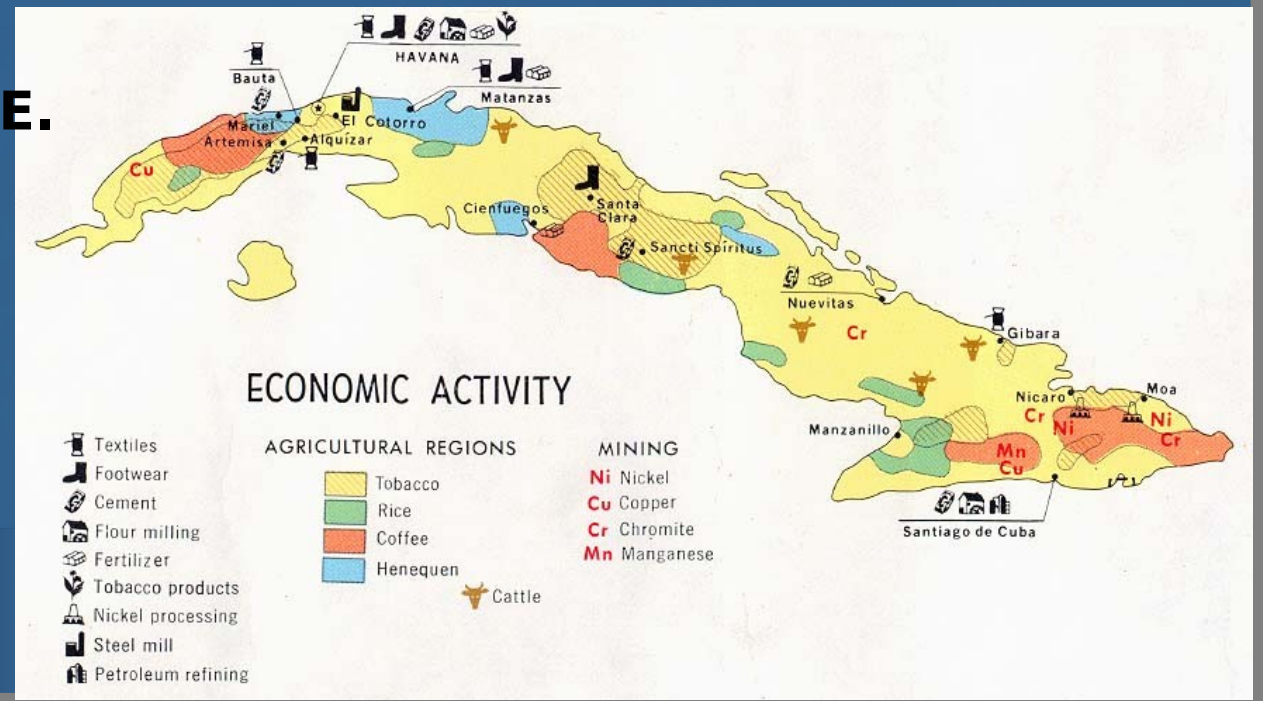 E.
HAVANA
Bauta
Matanzas
Mariel
El Cotorro
Artemisa
Alquízar
Cu
Cienfuegos
Santa
Clara
Sancti Spíritus
Nuevitas
Cr
Gibara
Nicaro
Moa
Cr
Ni
Ni
Cr
Manzanillo
Mn
Cu
Santiago de Cuba
ECONOMIC ACTIVITY
Textiles
Footwear
Cement
Flour milling
Fertilizer
Tobacco products
Nickel processing
Steel mill
Petroleum refining
AGRICULTURAL REGIONS
Tobacco
Rice
Coffee
Henequen
Cattle
MINING
Ni Nickel
Cu Copper
Cr Chromite
Mn Manganese